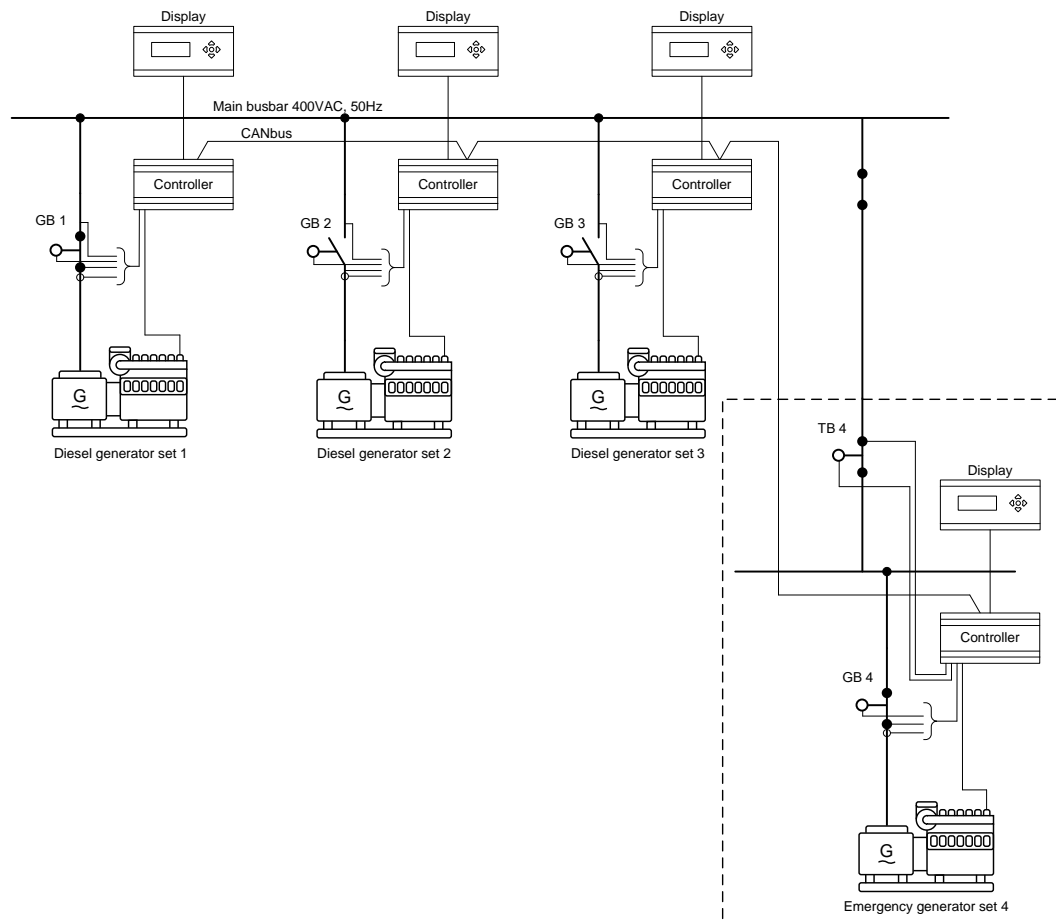 Display
Display
Display
Main busbar 400VAC, 50Hz
CANbus
Controller
Controller
Controller
GB 1
GB 2
GB 3
G
G
G
Diesel generator set 1
Diesel generator set 2
Diesel generator set 3
TB 4
Display
Controller
GB 4
G
Emergency generator set 4